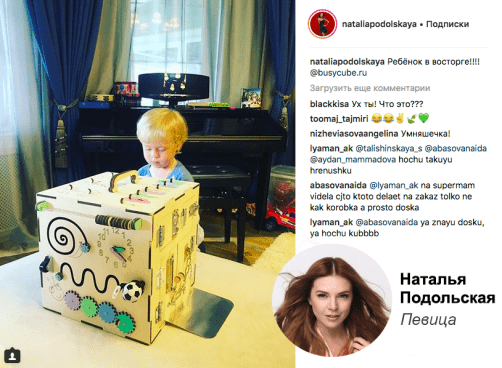 nataliapodolskaya • Подписки
nataliapodolskaya Ребёнок в восторге!!!!
@busycube.ru
Загрузить еще комментарии
blackkisa Ух ты! Что это???
toomaj_tajmiri 😂😂✌️🌿💚
nizheviasovaangelina Умняшечка!
lyaman_ak @talishinskaya_s @abasovanaida
@aydan_mammadova hochu takuyu
hrenushku
abasovanaida @lyaman_ak na supermam
videla cjto ktoto delaet na zakaz tolko ne
kak korobka a prosto doska
lyaman_ak @abasovanaida ya znayu dosku,
ya hochu kubbbb
Наталья
Подольская
Певица